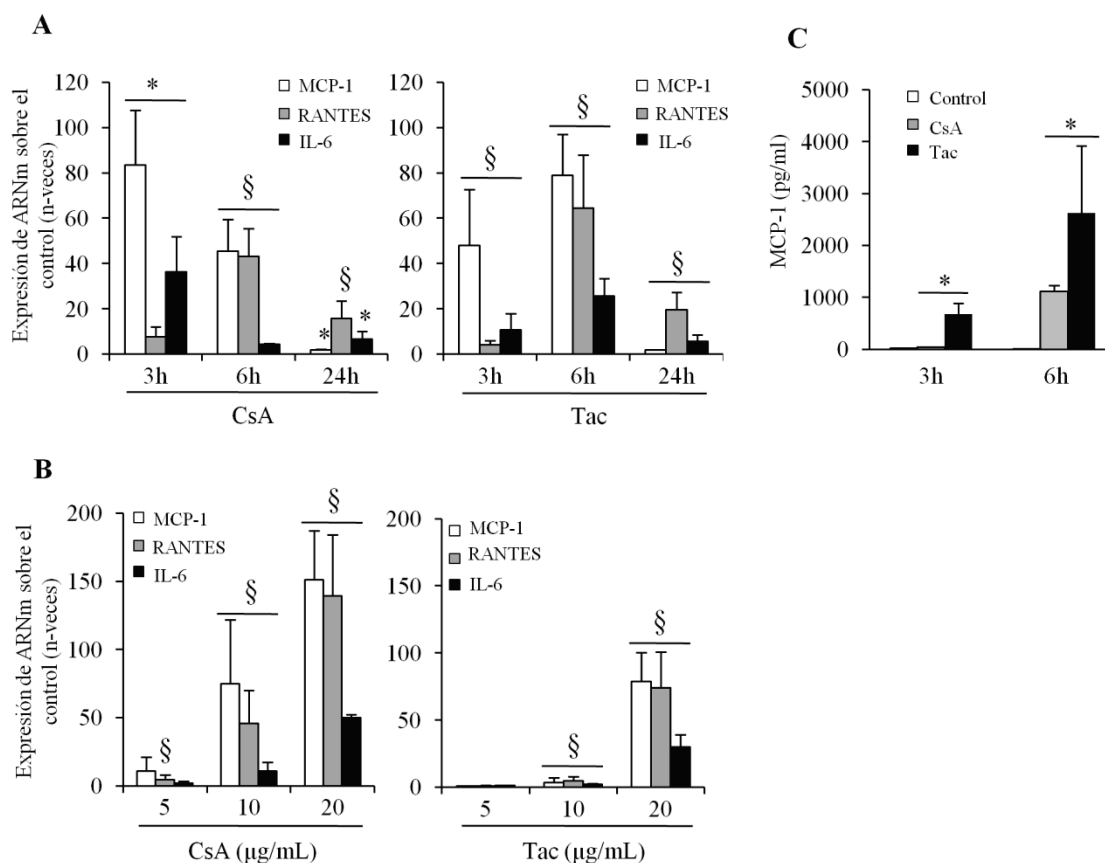 A
Expresión de ARNm sobre el
control (n-veces)
120
100
80
60
40
20
0
MCP-1
RANTES
IL-6
*
§
*
§
*
3h
6h
24h
CsA
120
100
80
60
40
20
0
MCP-1
RANTES
IL-6
§
§
§
3h
6h
24h
Tac
C
MCP-1 (pg/ml)
5000
4000
3000
2000
1000
0
Control
CsA
Tac
*
*
3h
6h
B
Expresión de ARNm sobre el
control (n-veces)
200
150
100
50
0
MCP-1
RANTES
IL-6
§
§
§
5
10
20
CsA (µg/mL)
200
150
100
50
0
MCP-1
RANTES
IL-6
§
§
5
10
20
Tac (µg/mL)